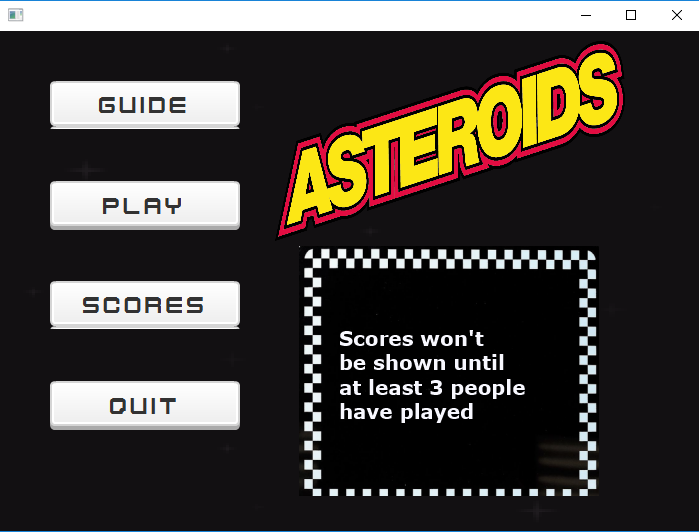 GUIDE
PLAY
SCORES
QUIT
ASTEROIDS
Scores won't
be shown until
at least 3 people
have played